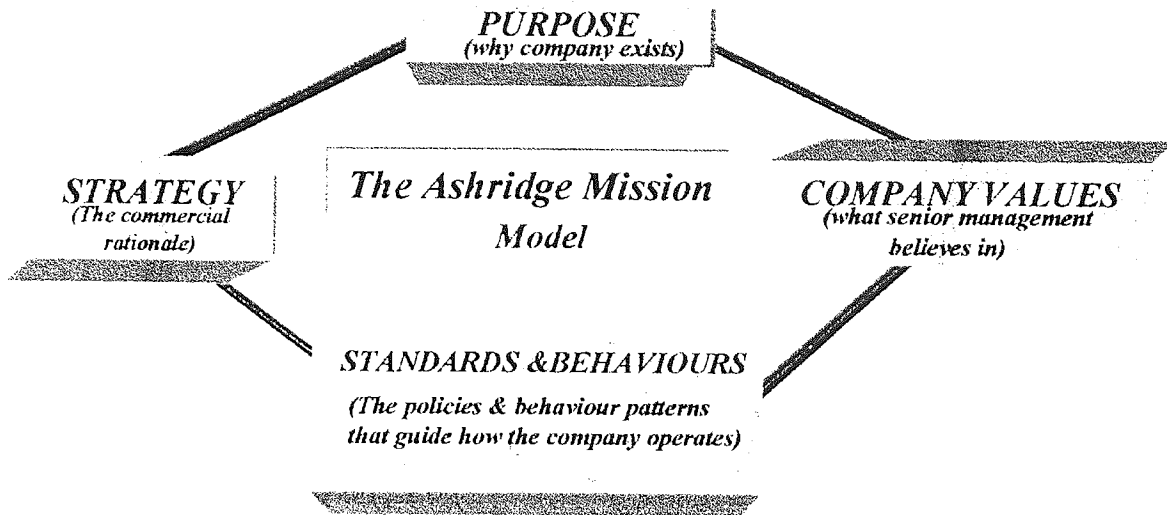 PURPOSE
(why company exists)
STRATEGY
(The commercial
rationale)
The Ashridge Mission
Model
COMPANY VALUES
(what senior management
believes in)
STANDARDS &BEHAVIOURS
(The policies & behaviour patterns
that guide how the company operates)